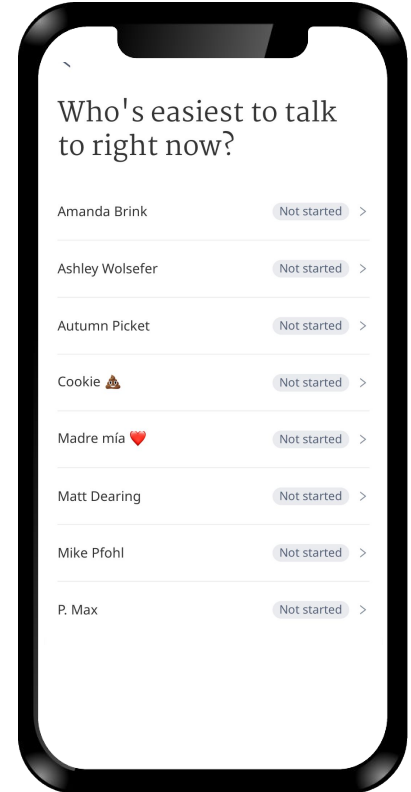 Who's easiest to talk
to right now?
Amanda Brink Not started
Ashley Wolsefer Not started
Autumn Picket Not started
Cookie 💩 Not started
Madre mía ❤️ Not started
Matt Dearing Not started
Mike Pfohl Not started
P. Max Not started